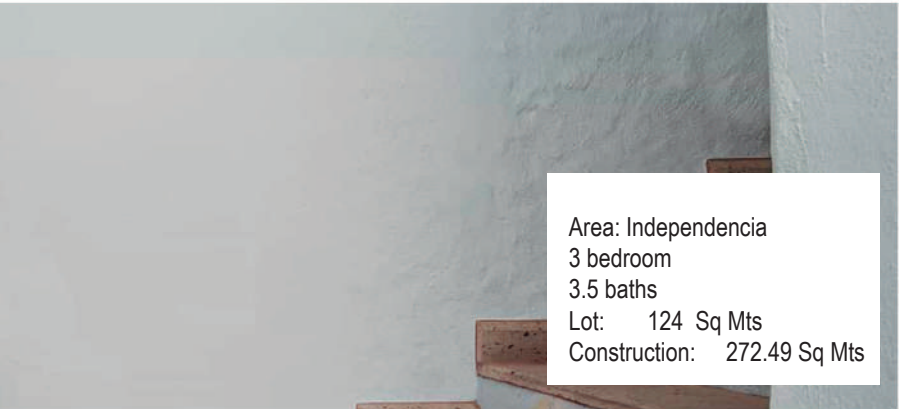 Area: Independencia
3 bedroom
3.5 baths
Lot: 124 Sq Mts
Construction: 272.49 Sq Mts